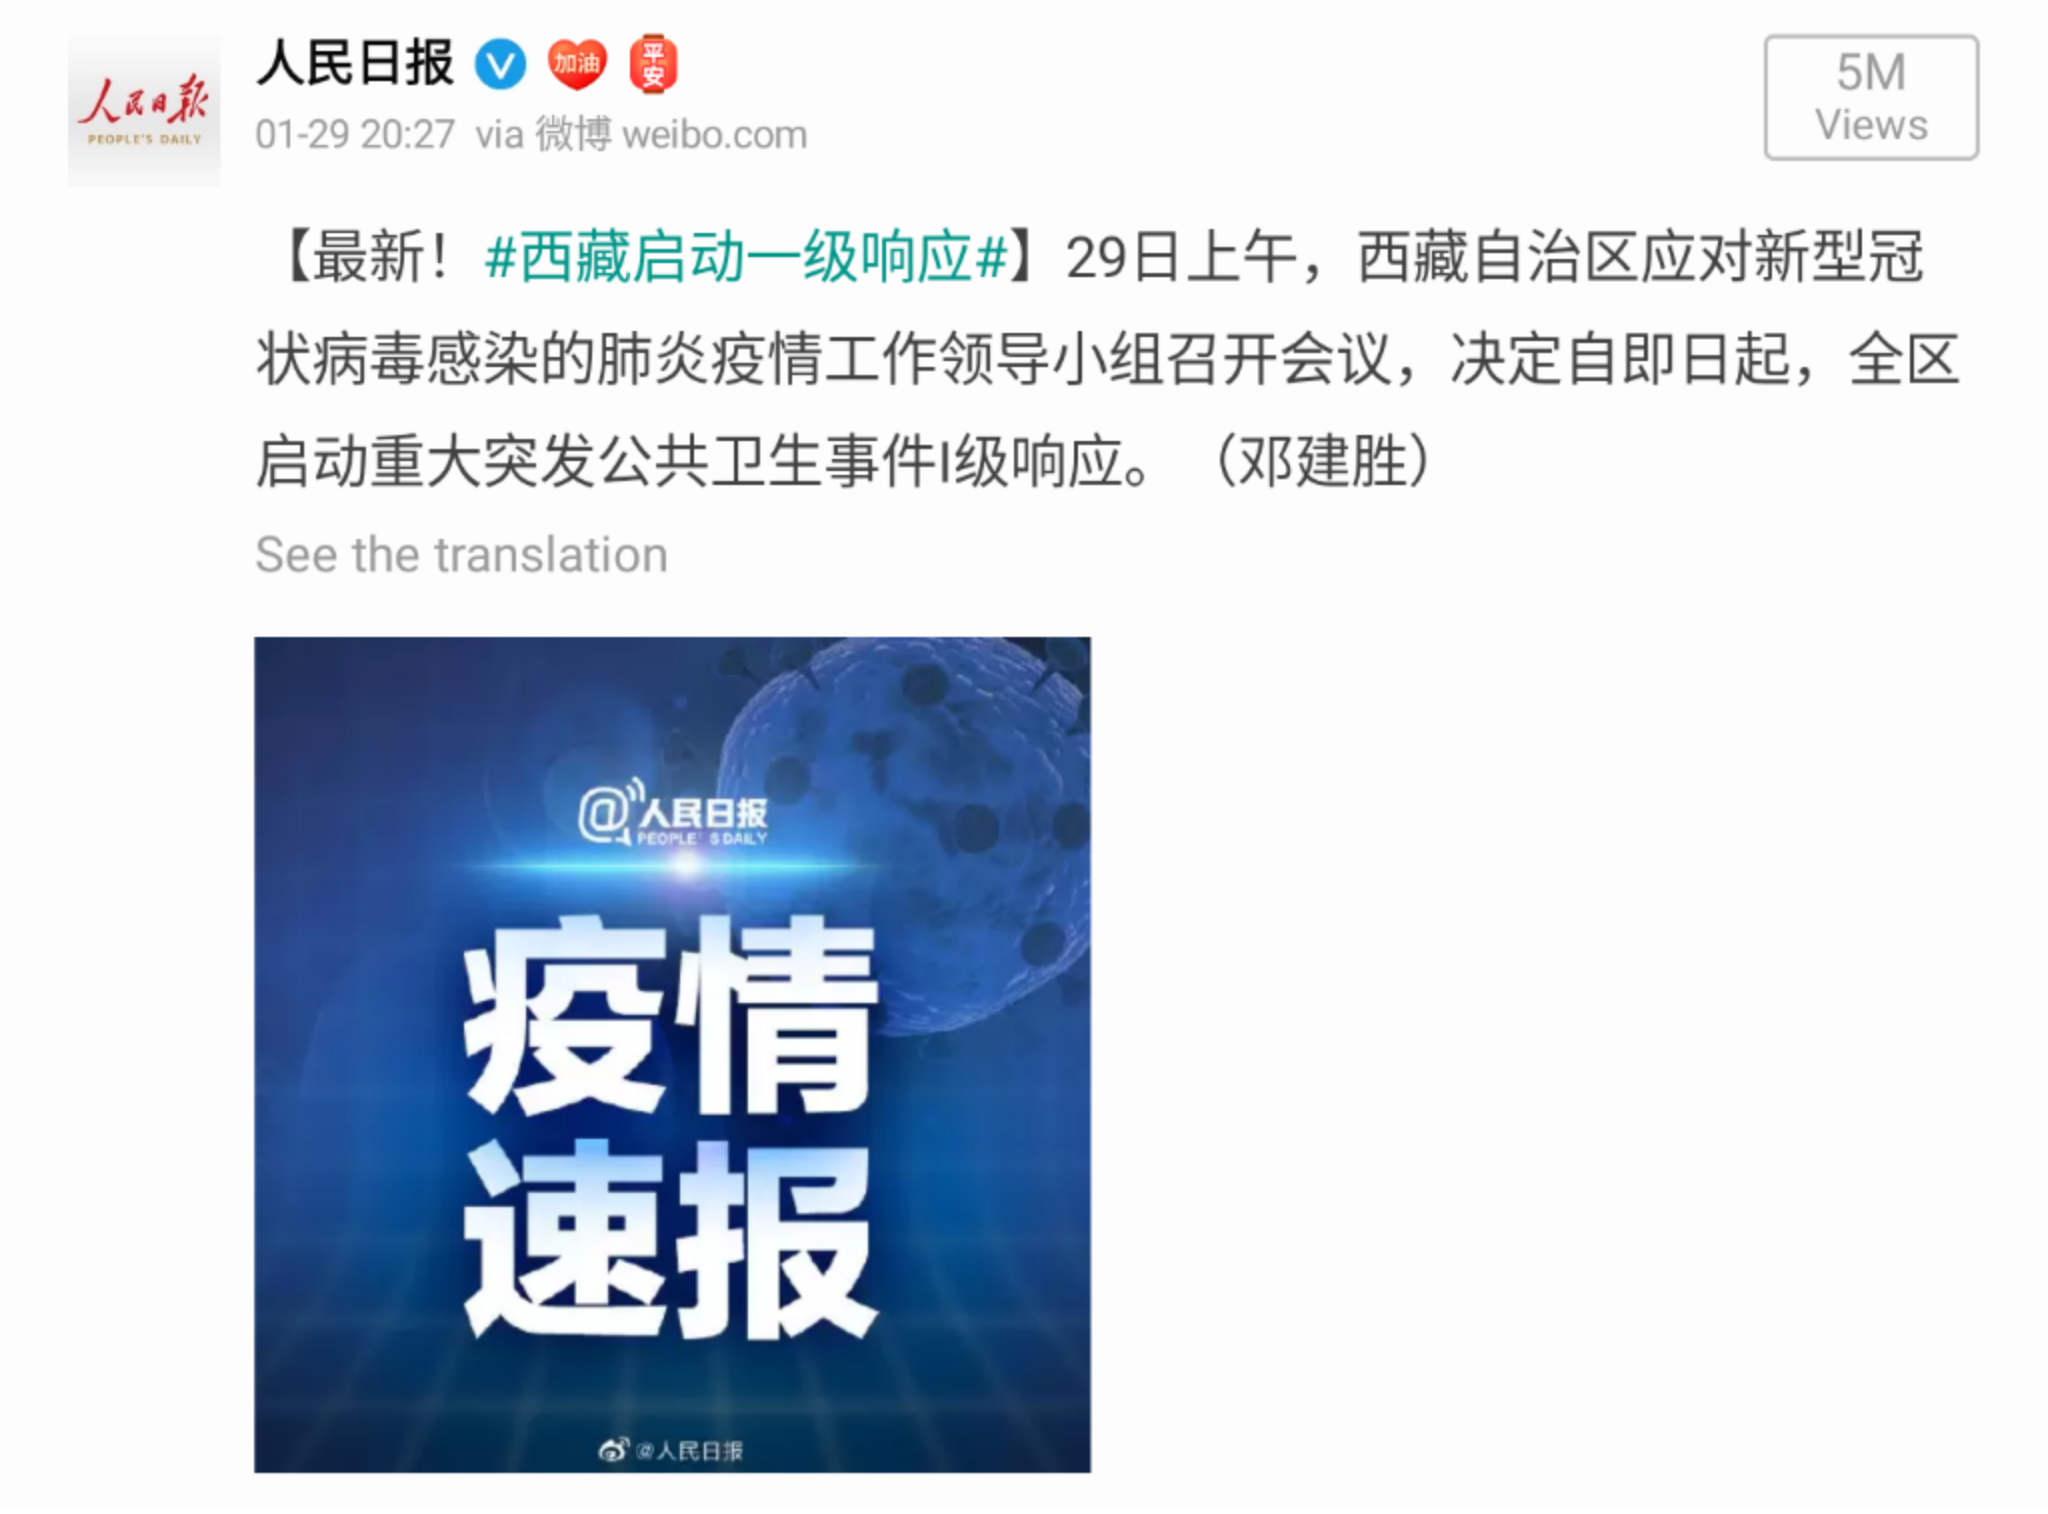 人民日报
加油
平安
人民日报
PEOPLE'S DAILY
01-29 20:27 via 微博 weibo.com
5M
Views
【最新！#西藏启动一级响应#】29日上午，西藏自治区应对新型冠
状病毒感染的肺炎疫情工作领导小组召开会议，决定自即日起，全区
启动重大突发公共卫生事件I级响应。（邓建胜）
See the translation
@人民日报
PEOPLE'S DAILY
疫情
速报
@人民日报